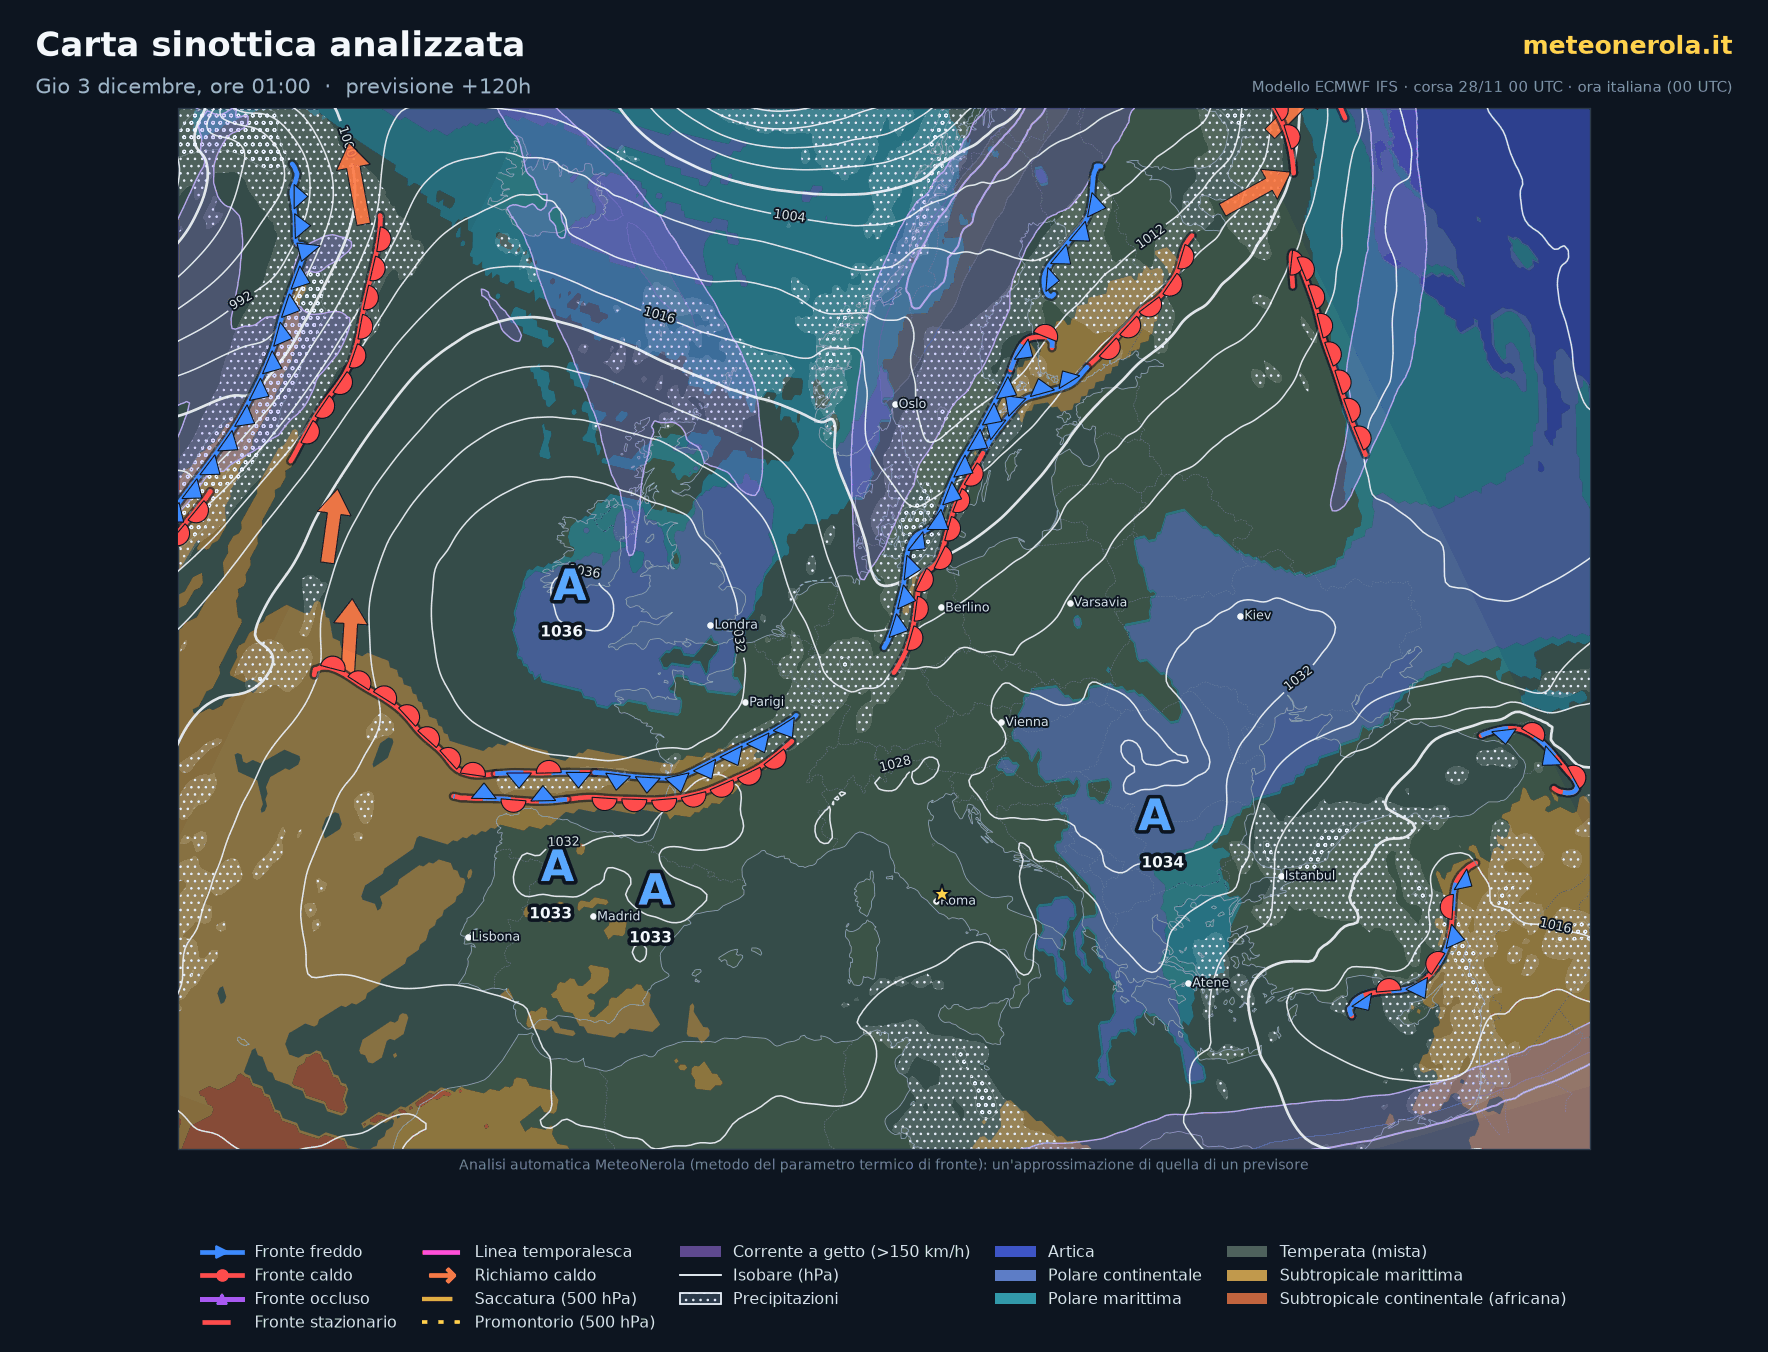 Carta sinottica analizzata
meteonerola.it
Gio 3 dicembre, ore 01:00 · previsione +120h
Modello ECMWF IFS · corsa 28/11 00 UTC · ora italiana (00 UTC)
1004
1012
992
1016
Oslo
1036
A
1036
Londra
1032
Berlino
Varsavia
Kiev
1032
Parigi
Vienna
1028
A
1034
1032
A
1033
A
1033
Madrid
Lisbona
Roma
Istanbul
1016
Atene
Analisi automatica MeteoNerola (metodo del parametro termico di fronte): un'approssimazione di quella di un previsore
Fronte freddo
Fronte caldo
Fronte occluso
Fronte stazionario
Linea temporalesca
Richiamo caldo
Saccatura (500 hPa)
Promontorio (500 hPa)
Corrente a getto (>150 km/h)
Isobare (hPa)
Precipitazioni
Artica
Polare continentale
Polare marittima
Temperata (mista)
Subtropicale marittima
Subtropicale continentale (africana)